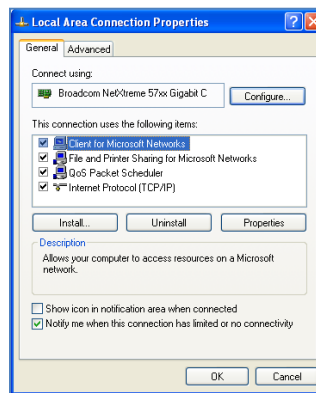 Local Area Connection Properties
General Advanced
Connect using:
Broadcom NetXtreme 57xx Gigabit C Configure...
This connection uses the following items:
Client for Microsoft Networks
File and Printer Sharing for Microsoft Networks
QoS Packet Scheduler
Internet Protocol (TCP/IP)
Install... Uninstall Properties
Description
Allows your computer to access resources on a Microsoft
network.
Show icon in notification area when connected
Notify me when this connection has limited or no connectivity
OK Cancel